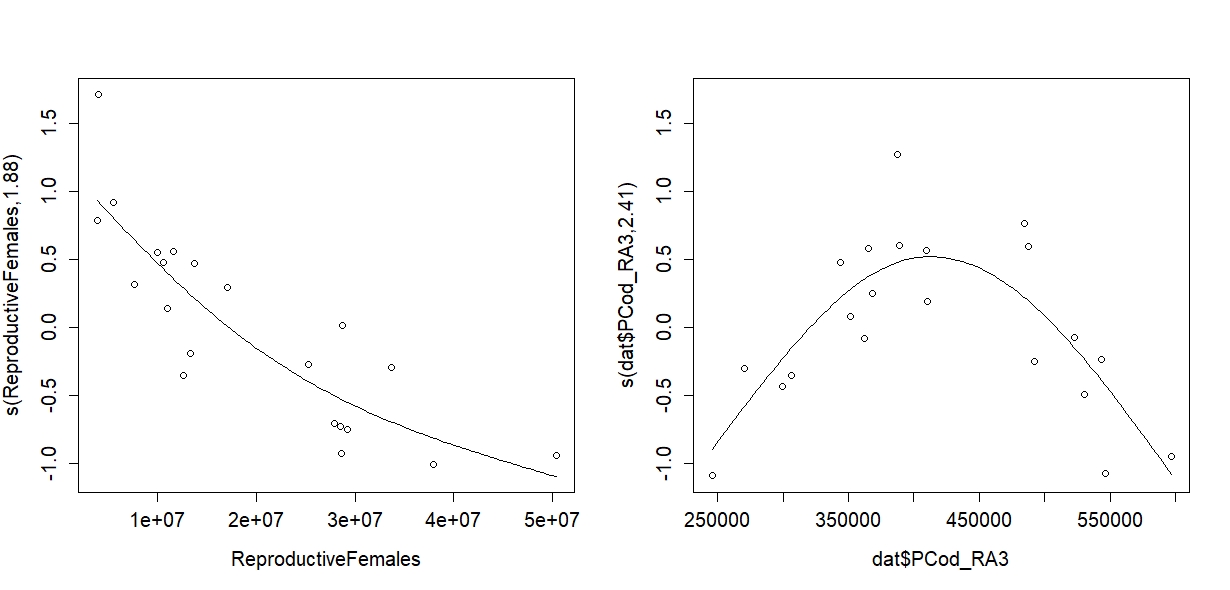 s(ReproductiveFemales,1.88)
1.5
1.0
0.5
0.0
-0.5
-1.0
1e+07 2e+07 3e+07 4e+07 5e+07
ReproductiveFemales
s(dat$PCod_RA3,2.41)
1.5
1.0
0.5
0.0
-0.5
-1.0
250000 350000 450000 550000
dat$PCod_RA3